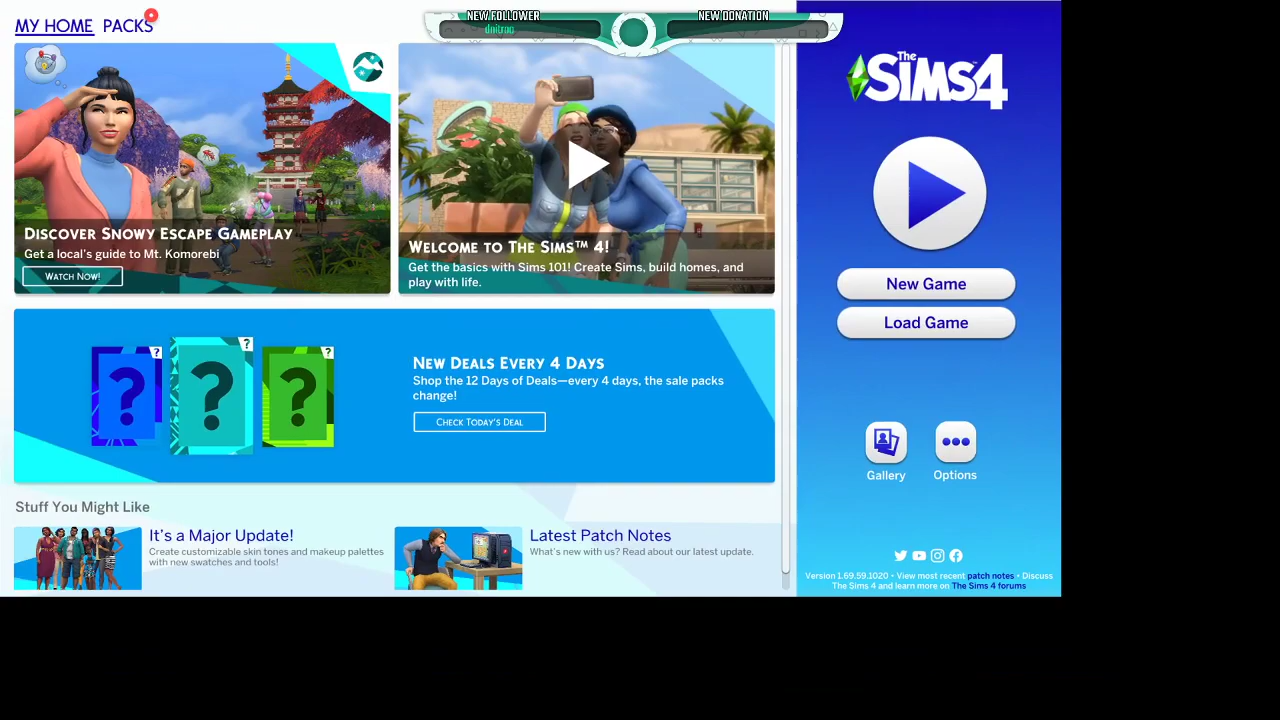 MY HOME PACKS
NEW FOLLOWER
NEW DONATION
dnitrao
DISCOVER SNOWY ESCAPE GAMEPLAY
Get a local's guide to Mt. Komorebi
WATCH NOW!
WELCOME TO THE SIMS™ 4!
Get the basics with Sims 101! Create Sims, build homes, and
play with life.
? ? ?
? ? ?
NEW DEALS EVERY 4 DAYS
Shop the 12 Days of Deals—every 4 days, the sale packs
change!
CHECK TODAY'S DEAL
Stuff You Might Like
It's a Major Update!
Create customizable skin tones and makeup palettes
with new swatches and tools!
Latest Patch Notes
What's new with us? Read about our latest update.
The
SIMS 4
New Game
Load Game
Gallery
Options
Version 1.69.59.1020 • View most recent patch notes • Discuss
The Sims 4 and learn more on The Sims 4 forums